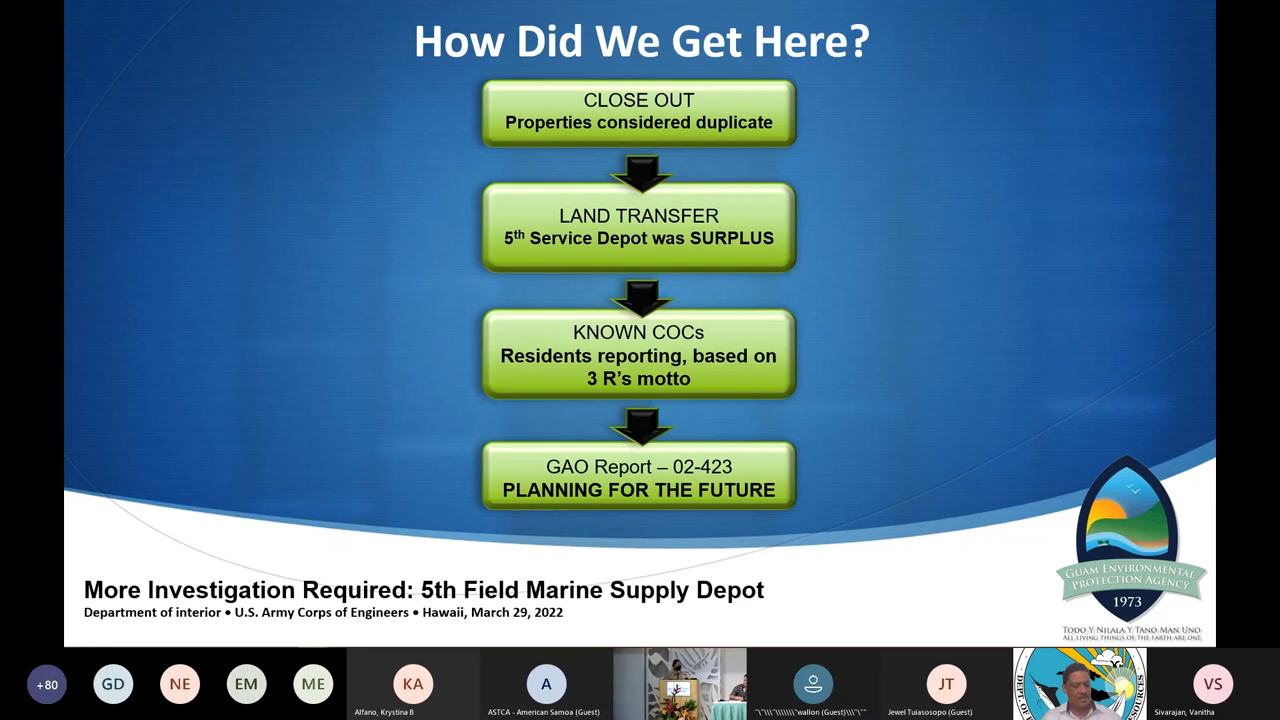 How Did We Get Here?
CLOSE OUT
Properties considered duplicate
LAND TRANSFER
5th Service Depot was SURPLUS
KNOWN COCs
Residents reporting, based on
3 R's motto
GAO Report – 02-423
PLANNING FOR THE FUTURE
GUAM ENVIRONMENTAL
PROTECTION AGENCY
1973
TODO Y NILALA Y TANO MAN UNO
ALL LIVING THINGS OF THE EARTH ARE ONE
More Investigation Required: 5th Field Marine Supply Depot
Department of interior • U.S. Army Corps of Engineers • Hawaii, March 29, 2022
+80
GD
NE
EM
ME
KA
Alfano, Krystina B
A
ASTCA - American Samoa (Guest)
"\"\\\"\\\\\\\"wallon (Guest)\\\"\""
JT
Jewel Tuiasosopo (Guest)
VS
Sivarajan, Vanitha